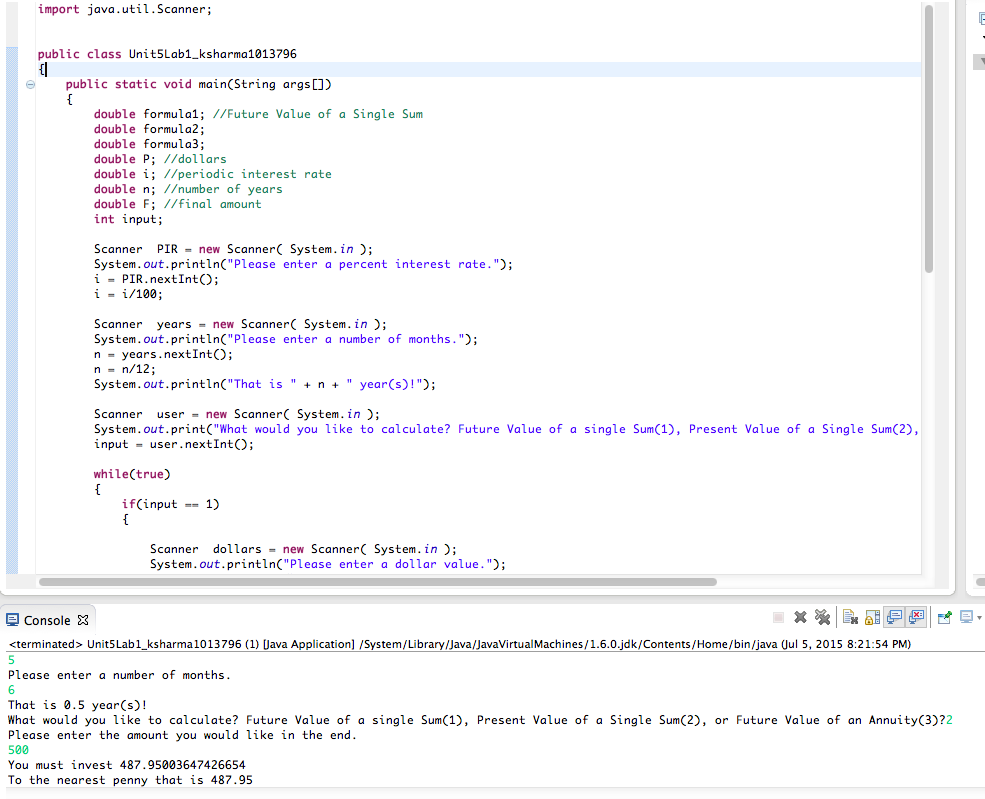 import java.util.Scanner;
public class Unit5Lab1_ksharma1013796
{
public static void main(String args[])
{
double formula1; //Future Value of a Single Sum
double formula2;
double formula3;
double P; //dollars
double i; //periodic interest rate
double n; //number of years
double F; //final amount
int input;
Scanner  PIR = new Scanner( System.in );
System.out.println("Please enter a percent interest rate.");
i = PIR.nextInt();
i = i/100;
Scanner  years = new Scanner( System.in );
System.out.println("Please enter a number of months.");
n = years.nextInt();
n = n/12;
System.out.println("That is " + n + " year(s)!");
Scanner  user = new Scanner( System.in );
System.out.print("What would you like to calculate? Future Value of a single Sum(1), Present Value of a Single Sum(2),
input = user.nextInt();
while(true)
{
if(input == 1)
{
Scanner  dollars = new Scanner( System.in );
System.out.println("Please enter a dollar value.");
Console
<terminated> Unit5Lab1_ksharma1013796 (1) [Java Application] /System/Library/Java/JavaVirtualMachines/1.6.0.jdk/Contents/Home/bin/java (Jul 5, 2015 8:21:54 PM)
5
Please enter a number of months.
6
That is 0.5 year(s)!
What would you like to calculate? Future Value of a single Sum(1), Present Value of a Single Sum(2), or Future Value of an Annuity(3)?2
Please enter the amount you would like in the end.
500
You must invest 487.95003647426654
To the nearest penny that is 487.95